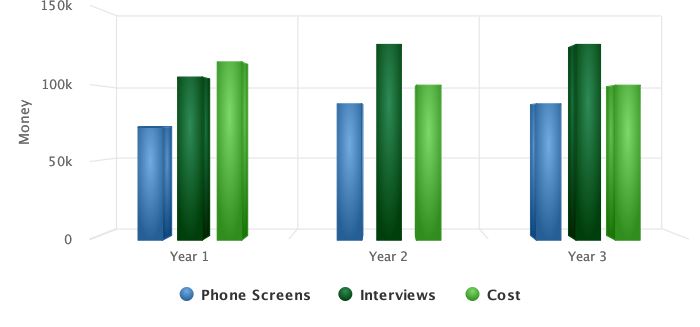 150k
100k
50k
0
Money
Year 1 Year 2 Year 3
Phone Screens Interviews Cost